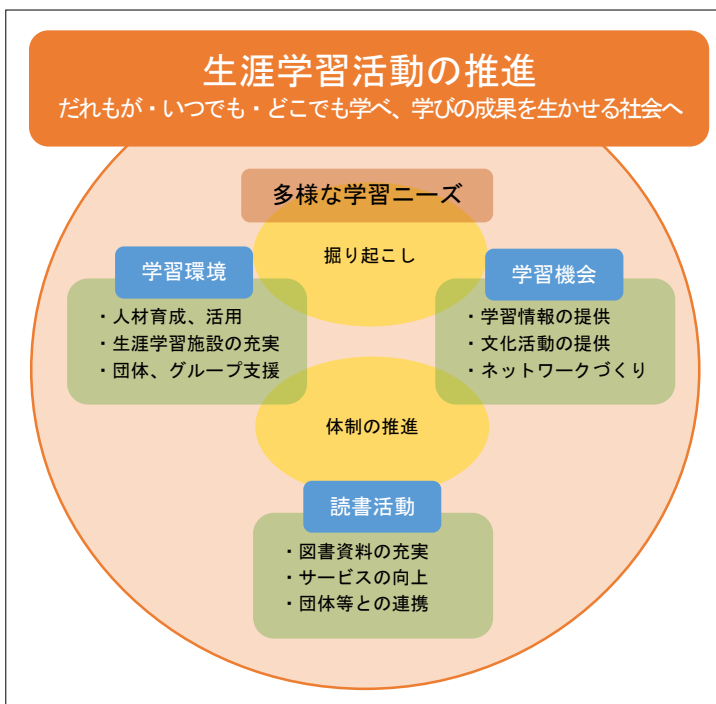 生涯学習活動の推進
だれもが・いつでも・どこでも学べ、学びの成果を生かせる社会へ
多様な学習ニーズ
掘り起こし
学習環境
・人材育成、活用
・生涯学習施設の充実
・団体、グループ支援
学習機会
・学習情報の提供
・文化活動の提供
・ネットワークづくり
体制の推進
読書活動
・図書資料の充実
・サービスの向上
・団体等との連携